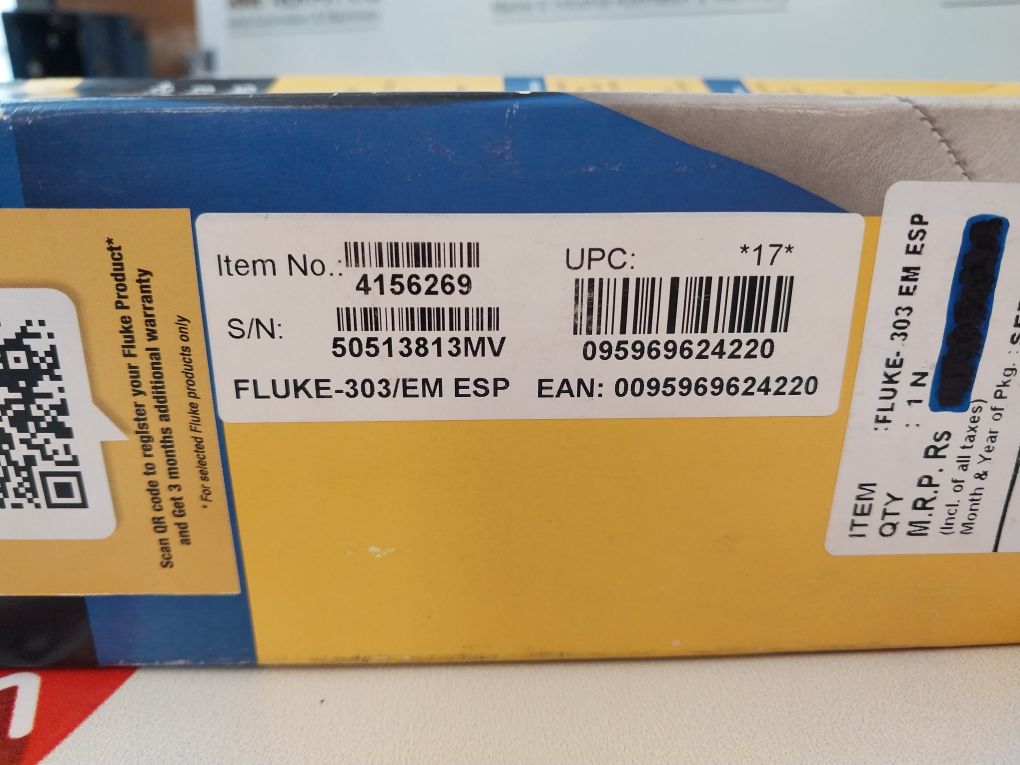 Scan QR code to register your Fluke Product*
and Get 3 months additional warranty
*For selected Fluke products only
Item No.:
4156269
S/N:
50513813MV
UPC: *17*
095969624220
FLUKE-303/EM ESP EAN: 0095969624220
ITEM :FLUKE- 303 EM ESP
QTY : 1 N
M.R.P. Rs
(Incl. of all taxes)
Month & Year of Pkg. :